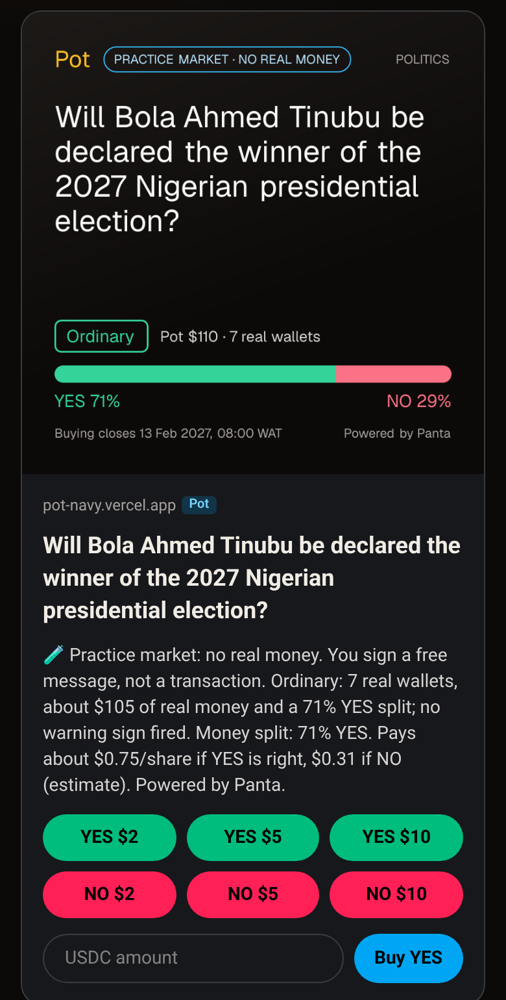 Pot PRACTICE MARKET · NO REAL MONEY POLITICS
Will Bola Ahmed Tinubu be
declared the winner of the
2027 Nigerian presidential
election?
Ordinary Pot $110 · 7 real wallets
YES 71% NO 29%
Buying closes 13 Feb 2027, 08:00 WAT Powered by Panta
pot-navy.vercel.app Pot
Will Bola Ahmed Tinubu be declared the
winner of the 2027 Nigerian
presidential election?
🧪 Practice market: no real money. You sign a free
message, not a transaction. Ordinary: 7 real wallets,
about $105 of real money and a 71% YES split; no
warning sign fired. Money split: 71% YES. Pays
about $0.75/share if YES is right, $0.31 if NO
(estimate). Powered by Panta.
YES $2 YES $5 YES $10
NO $2 NO $5 NO $10
USDC amount Buy YES